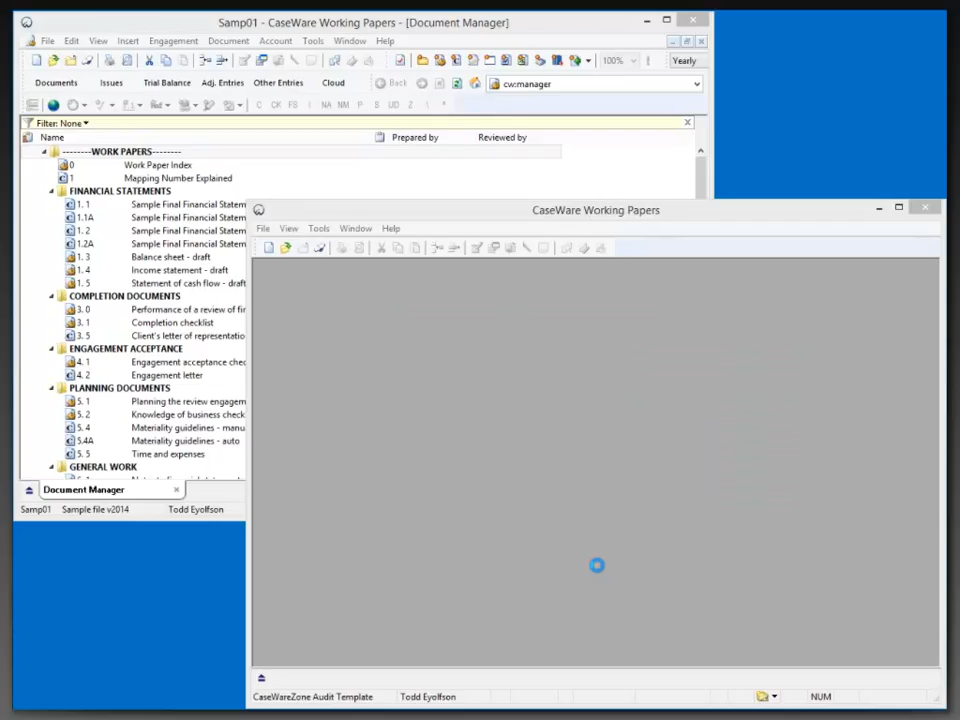 Samp01 - CaseWare Working Papers - [Document Manager]
File Edit View Insert Engagement Document Account Tools Window Help
100% Yearly
Documents Issues Trial Balance Adj. Entries Other Entries Cloud Back cw:manager
C CK FS I NA NM P $ UD Z ( *
Filter: None
Name Prepared by Reviewed by
--------WORK PAPERS--------
0 Work Paper Index
1 Mapping Number Explained
FINANCIAL STATEMENTS
1. 1 Sample Final Financial Statem
1.1A Sample Final Financial Statem
1. 2 Sample Final Financial Statem
1.2A Sample Final Financial Statem
1. 3 Balance sheet - draft
1. 4 Income statement - draft
1. 5 Statement of cash flow - draft
COMPLETION DOCUMENTS
3. 0 Performance of a review of fir
3. 1 Completion checklist
3. 5 Client's letter of representatio
ENGAGEMENT ACCEPTANCE
4. 1 Engagement acceptance chec
4. 2 Engagement letter
PLANNING DOCUMENTS
5. 1 Planning the review engagem
5. 2 Knowledge of business check
5. 4 Materiality guidelines - manu
5.4A Materiality guidelines - auto
5. 5 Time and expenses
GENERAL WORK
Document Manager
Samp01 Sample file v2014 Todd Eyolfson
CaseWare Working Papers
File View Tools Window Help
CaseWareZone Audit Template Todd Eyolfson NUM